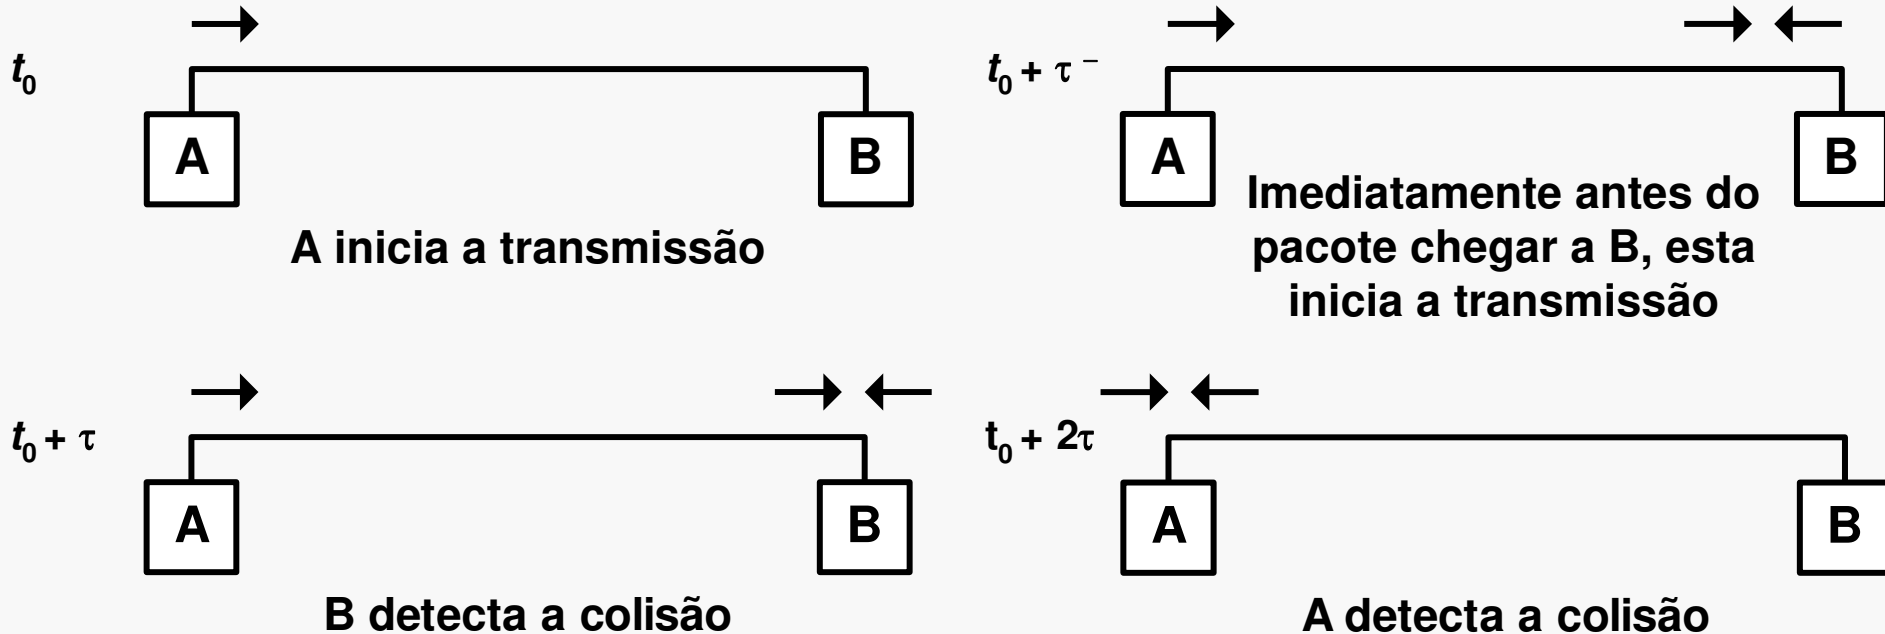 t₀
A
B
A inicia a transmissão
t₀ + τ⁻
A
B
Imediatamente antes do
pacote chegar a B, esta
inicia a transmissão
t₀ + τ
A
B
B detecta a colisão
t₀ + 2τ
A
B
A detecta a colisão